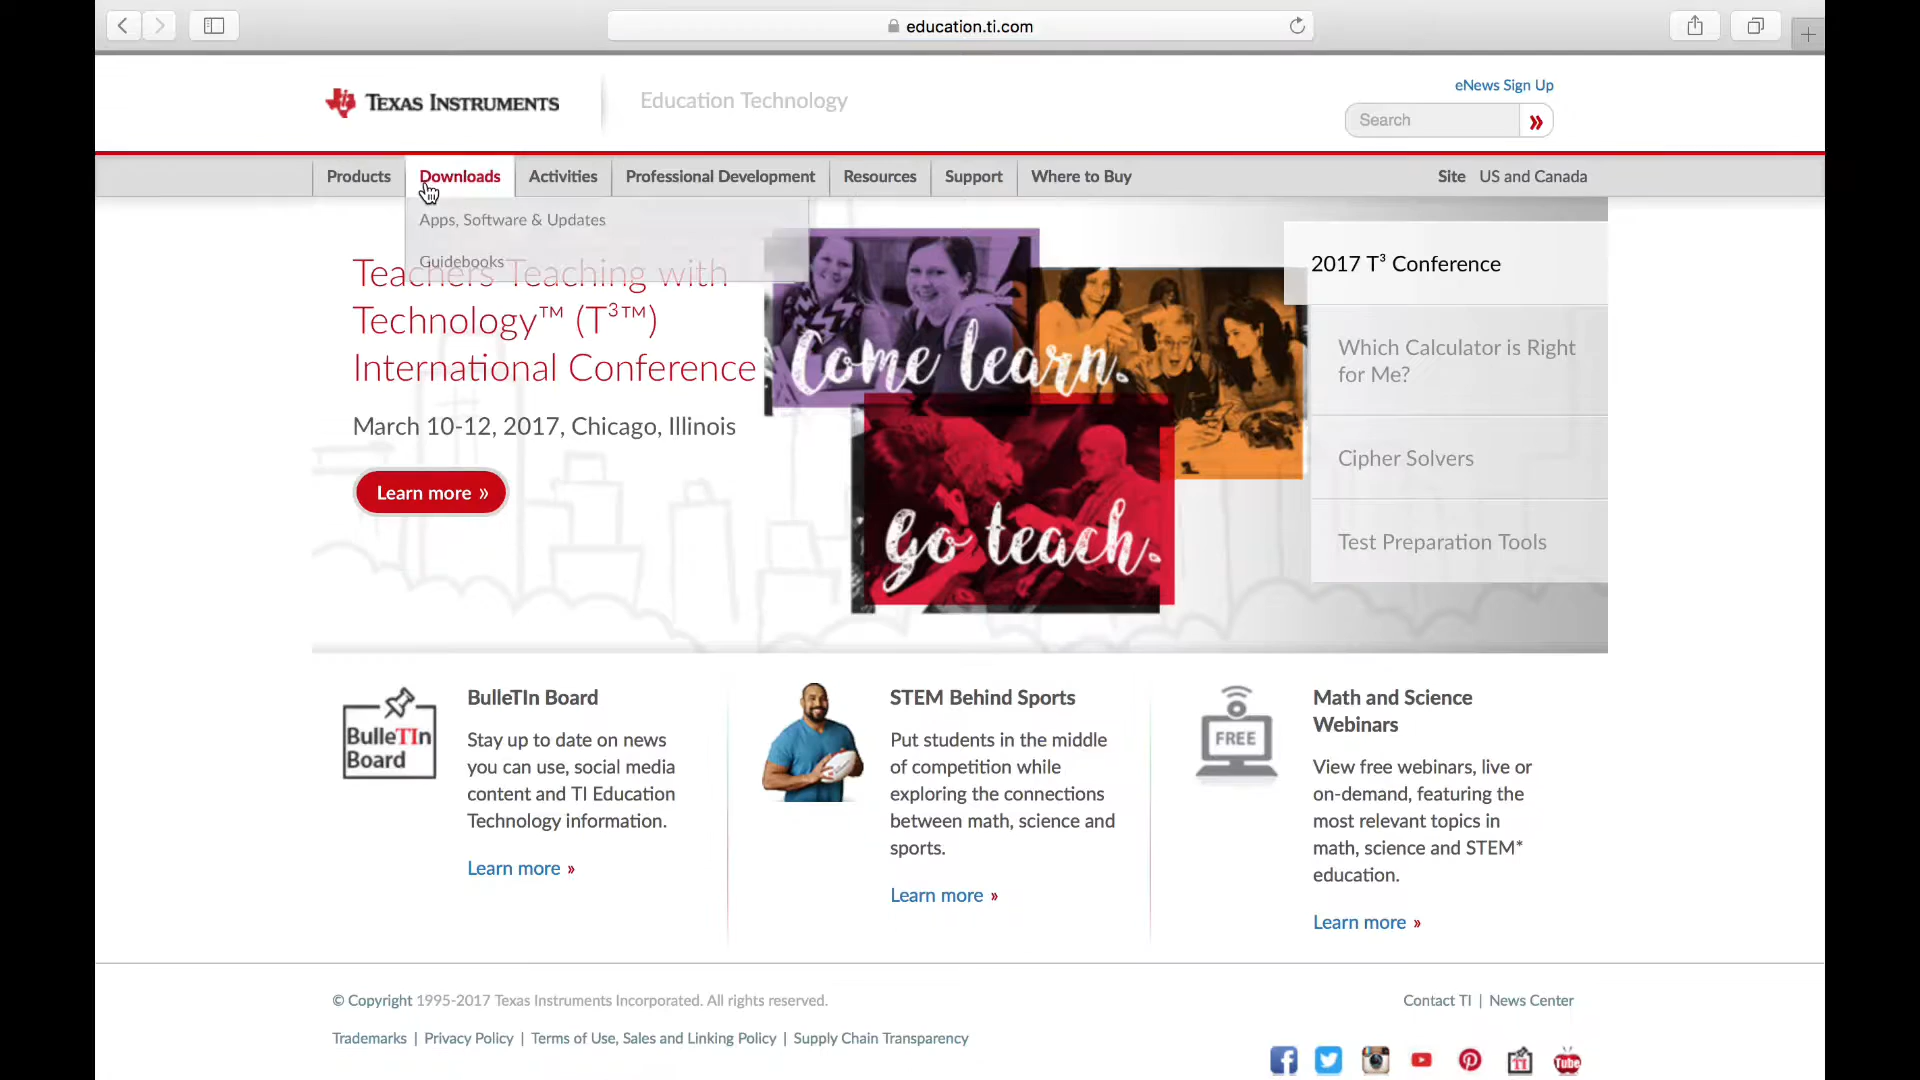 education.ti.com
TEXAS INSTRUMENTS
Education Technology
eNews Sign Up
Search
Products
Downloads
Activities
Professional Development
Resources
Support
Where to Buy
Site US and Canada
Apps, Software & Updates
Guidebooks
Teachers Teaching with
Technology™ (T³™)
International Conference
March 10-12, 2017, Chicago, Illinois
Learn more »
Come learn.
Go teach.
2017 T³ Conference
Which Calculator is Right
for Me?
Cipher Solvers
Test Preparation Tools
BulleTIn
Board
BulleTIn Board
Stay up to date on news
you can use, social media
content and TI Education
Technology information.
Learn more »
STEM Behind Sports
Put students in the middle
of competition while
exploring the connections
between math, science and
sports.
Learn more »
FREE
Math and Science
Webinars
View free webinars, live or
on-demand, featuring the
most relevant topics in
math, science and STEM*
education.
Learn more »
© Copyright 1995-2017 Texas Instruments Incorporated. All rights reserved.
Contact TI | News Center
Trademarks | Privacy Policy | Terms of Use, Sales and Linking Policy | Supply Chain Transparency
TI
Tube